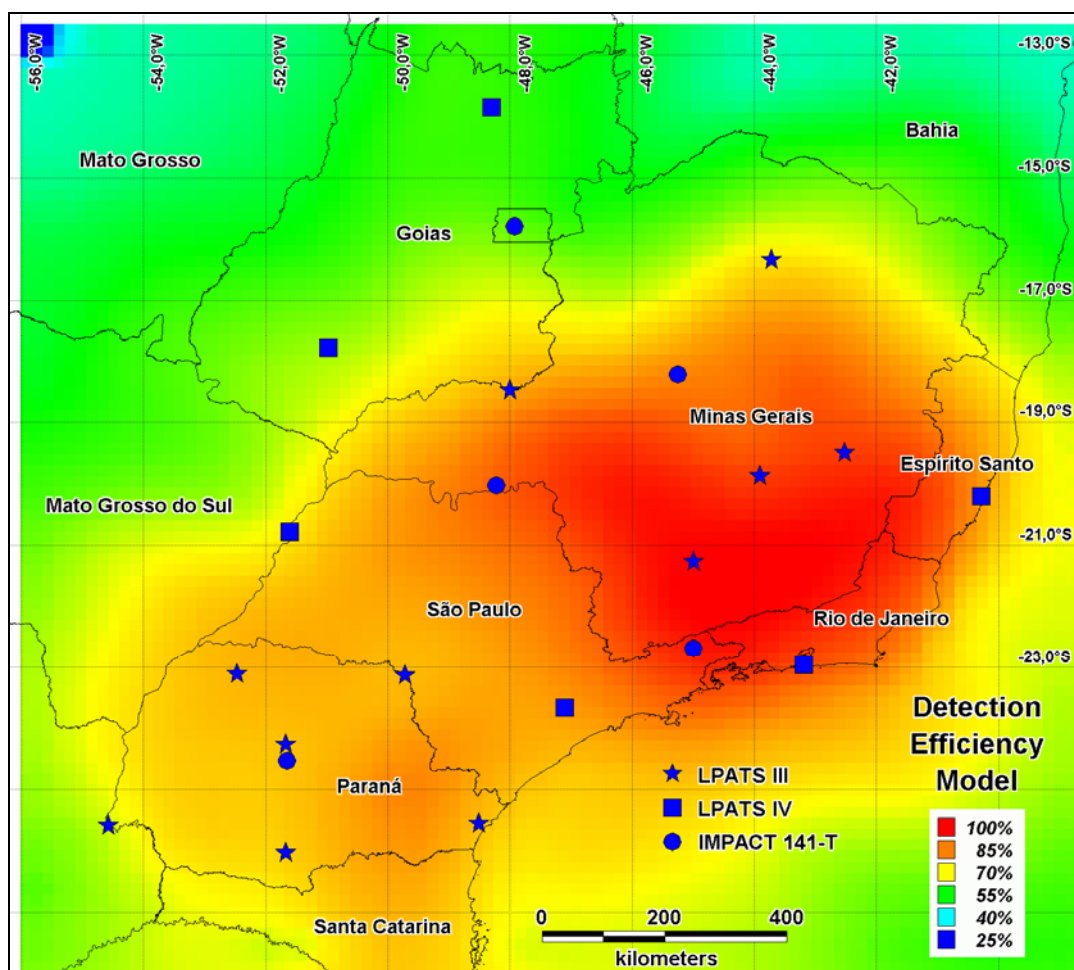 -56,0°W
-54,0°W
-52,0°W
-50,0°W
-48,0°W
-46,0°W
-44,0°W
-42,0°W
-13,0°S
Bahia
Mato Grosso
-15,0°S
Goias
-17,0°S
Minas Gerais
-19,0°S
Espírito Santo
Mato Grosso do Sul
-21,0°S
São Paulo
Rio de Janeiro
-23,0°S
Detection
Efficiency
Model
LPATS III
LPATS IV
IMPACT 141-T
Paraná
100%
85%
70%
55%
40%
25%
Santa Catarina
0 200 400
kilometers